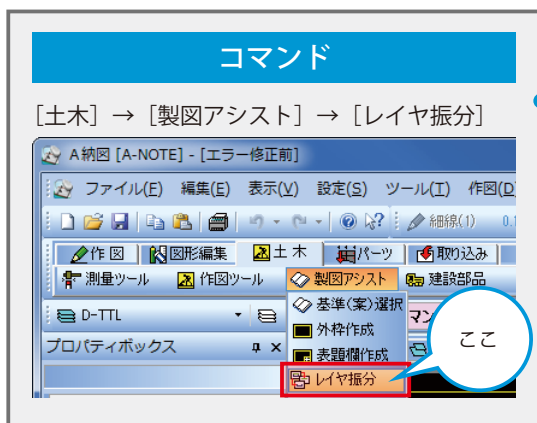 コマンド
［土木］→［製図アシスト］→［レイヤ振分］
A納図 [A-NOTE] - [エラー修正前]
ファイル(F) 編集(E) 表示(V) 設定(S) ツール(T) 作図(D
細線(1) 0.1
作 図 図形編集 土 木 パーツ 取り込み
測量ツール 作図ツール 製図アシスト 建設部品
基準(案)選択
D-TTL
外枠作成
プロパティボックス
表題欄作成
レイヤ振分
ここ